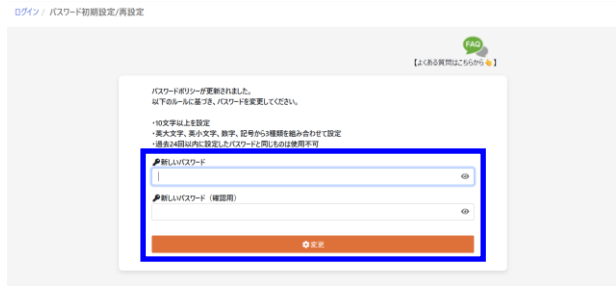 ログイン / パスワード初期設定/再設定
FAQ
【よくある質問はこちらから👆】
パスワードポリシーが更新されました。
以下のルールに基づき、パスワードを変更してください。
・10文字以上を設定
・英大文字、英小文字、数字、記号から3種類を組み合わせて設定
・過去24回以内に設定したパスワードと同じものは使用不可
新しいパスワード
新しいパスワード（確認用）
変更